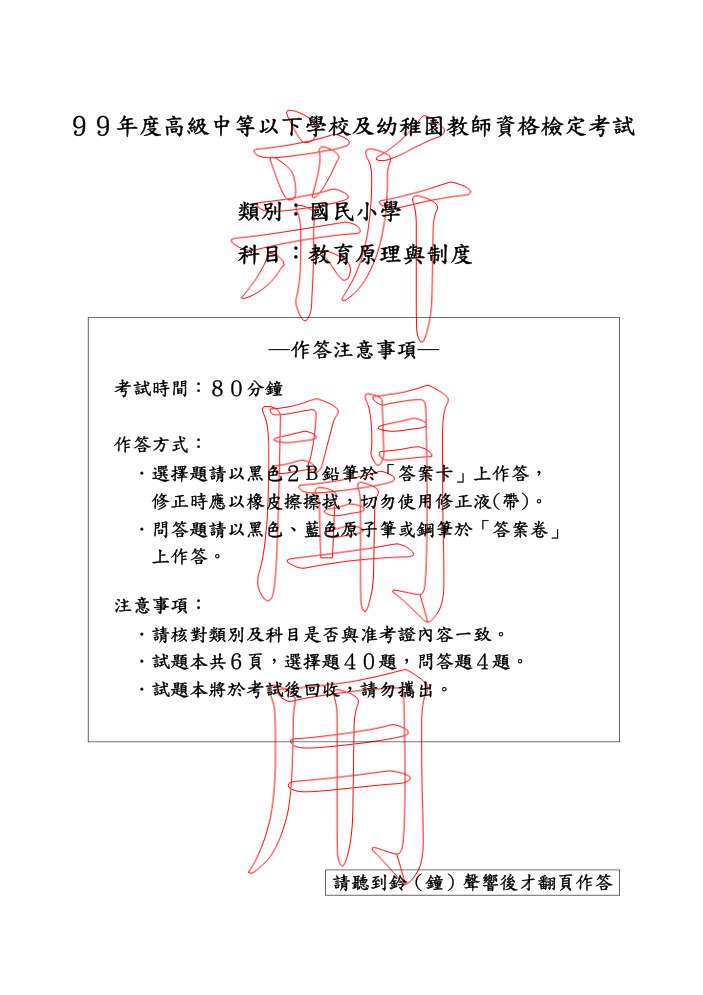 99年度高級中等以下學校及幼稚園教師資格檢定考試
類別：國民小學
科目：教育原理與制度
—作答注意事項—
考試時間：80分鐘
作答方式：
．選擇題請以黑色2B鉛筆於「答案卡」上作答，
修正時應以橡皮擦擦拭，切勿使用修正液(帶)。
．問答題請以黑色、藍色原子筆或鋼筆於「答案卷」
上作答。
注意事項：
．請核對類別及科目是否與准考證內容一致。
．試題本共6頁，選擇題40題，問答題4題。
．試題本將於考試後回收，請勿攜出。
請聽到鈴（鐘）聲響後才翻頁作答
新聞用